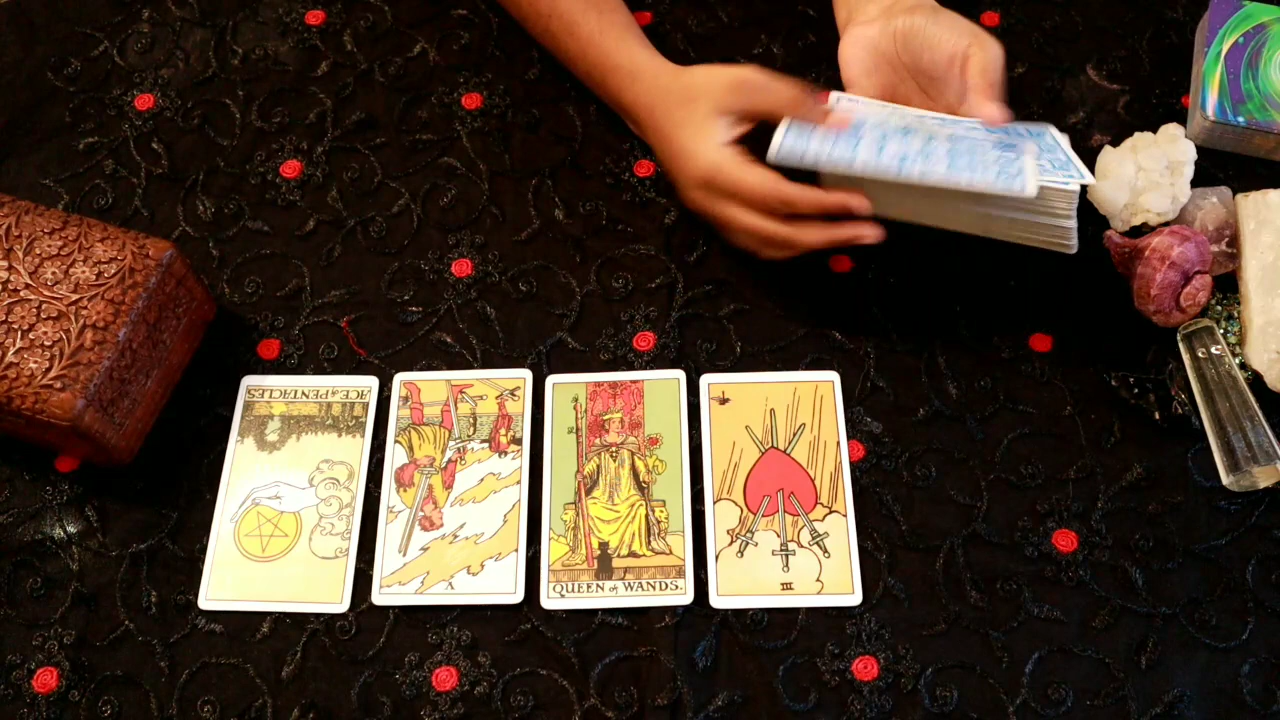 ACE of PENTACLES
V
QUEEN of WANDS.
III